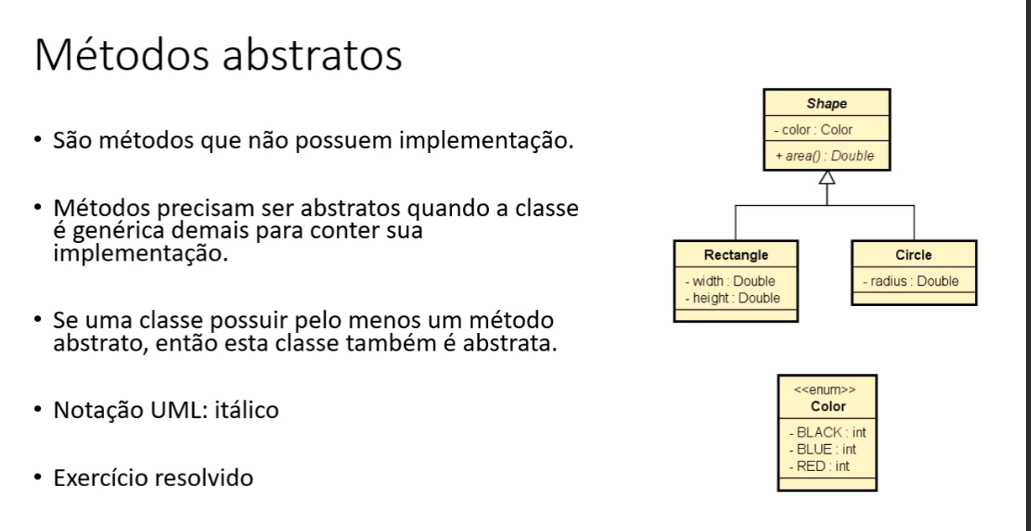 Métodos abstratos
• São métodos que não possuem implementação.
• Métodos precisam ser abstratos quando a classe
é genérica demais para conter sua
implementação.
• Se uma classe possuir pelo menos um método
abstrato, então esta classe também é abstrata.
• Notação UML: itálico
• Exercício resolvido
Shape
- color : Color
+ area() : Double
Rectangle
- width : Double
- height : Double
Circle
- radius : Double
<<enum>>
Color
- BLACK : int
- BLUE : int
- RED : int